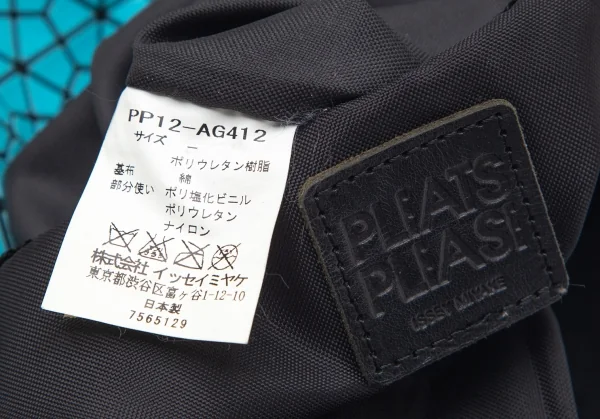 PP12-AG412
サイズ －
ポリウレタン樹脂
基布 綿
部分使い ポリ塩化ビニル
ポリウレタン
ナイロン
株式会社 イッセイミヤケ
東京都渋谷区富ヶ谷1-12-10
日本製
7565129
PLEATS
PLEASE
ISSEY MIYAKE